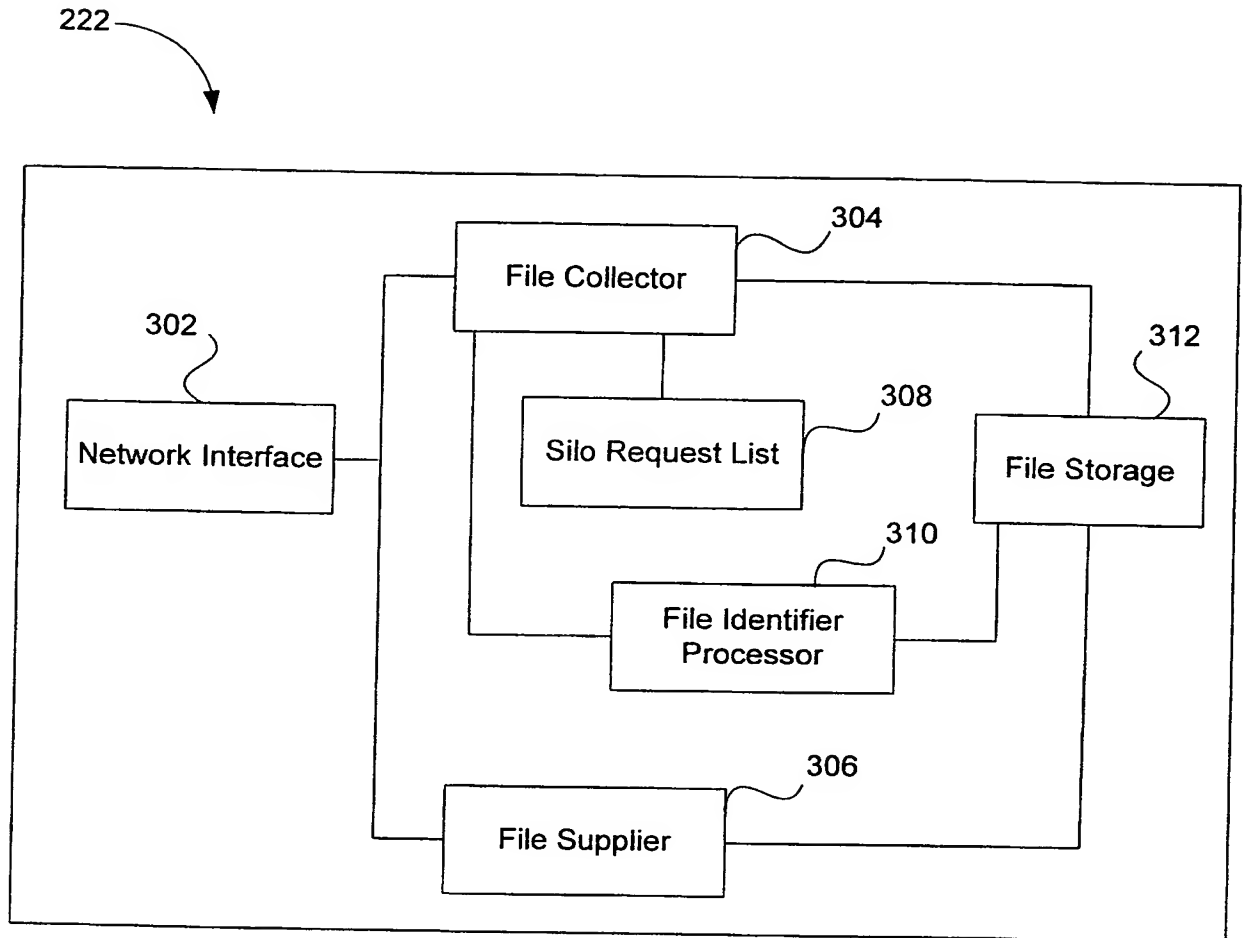 222
304
File Collector
302
312
308
Network Interface
Silo Request List
File Storage
310
File Identifier
Processor
306
File Supplier